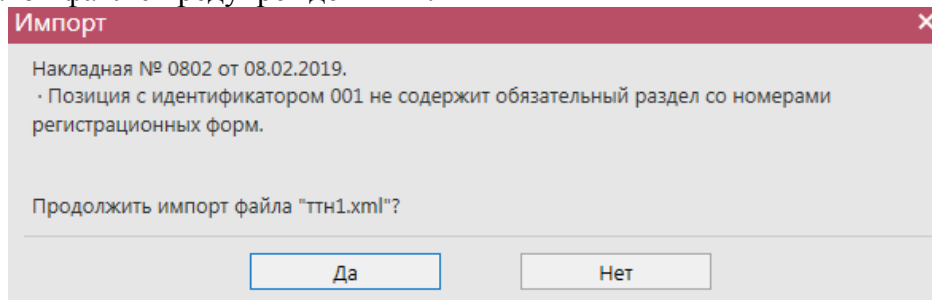 Импорт
Накладная № 0802 от 08.02.2019.
· Позиция с идентификатором 001 не содержит обязательный раздел со номерами
регистрационных форм.
Продолжить импорт файла "ттн1.xml"?
Да
Нет